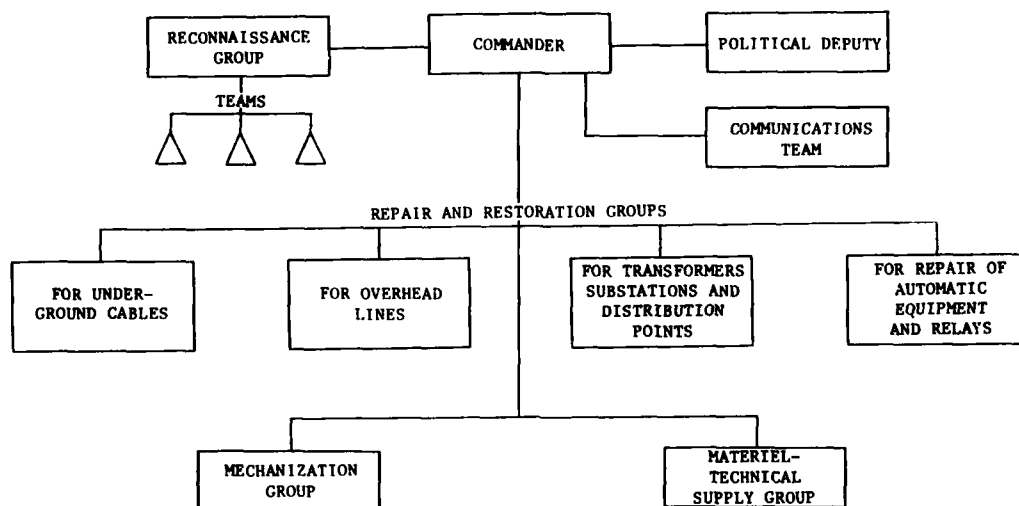 RECONNAISSANCE
GROUP
COMMANDER
POLITICAL DEPUTY
TEAMS
COMMUNICATIONS
TEAM
REPAIR AND RESTORATION GROUPS
FOR UNDER-
GROUND CABLES
FOR OVERHEAD
LINES
FOR TRANSFORMERS
SUBSTATIONS AND
DISTRIBUTION
POINTS
FOR REPAIR OF
AUTOMATIC
EQUIPMENT
AND RELAYS
MECHANIZATION
GROUP
MATERIEL-
TECHNICAL
SUPPLY GROUP